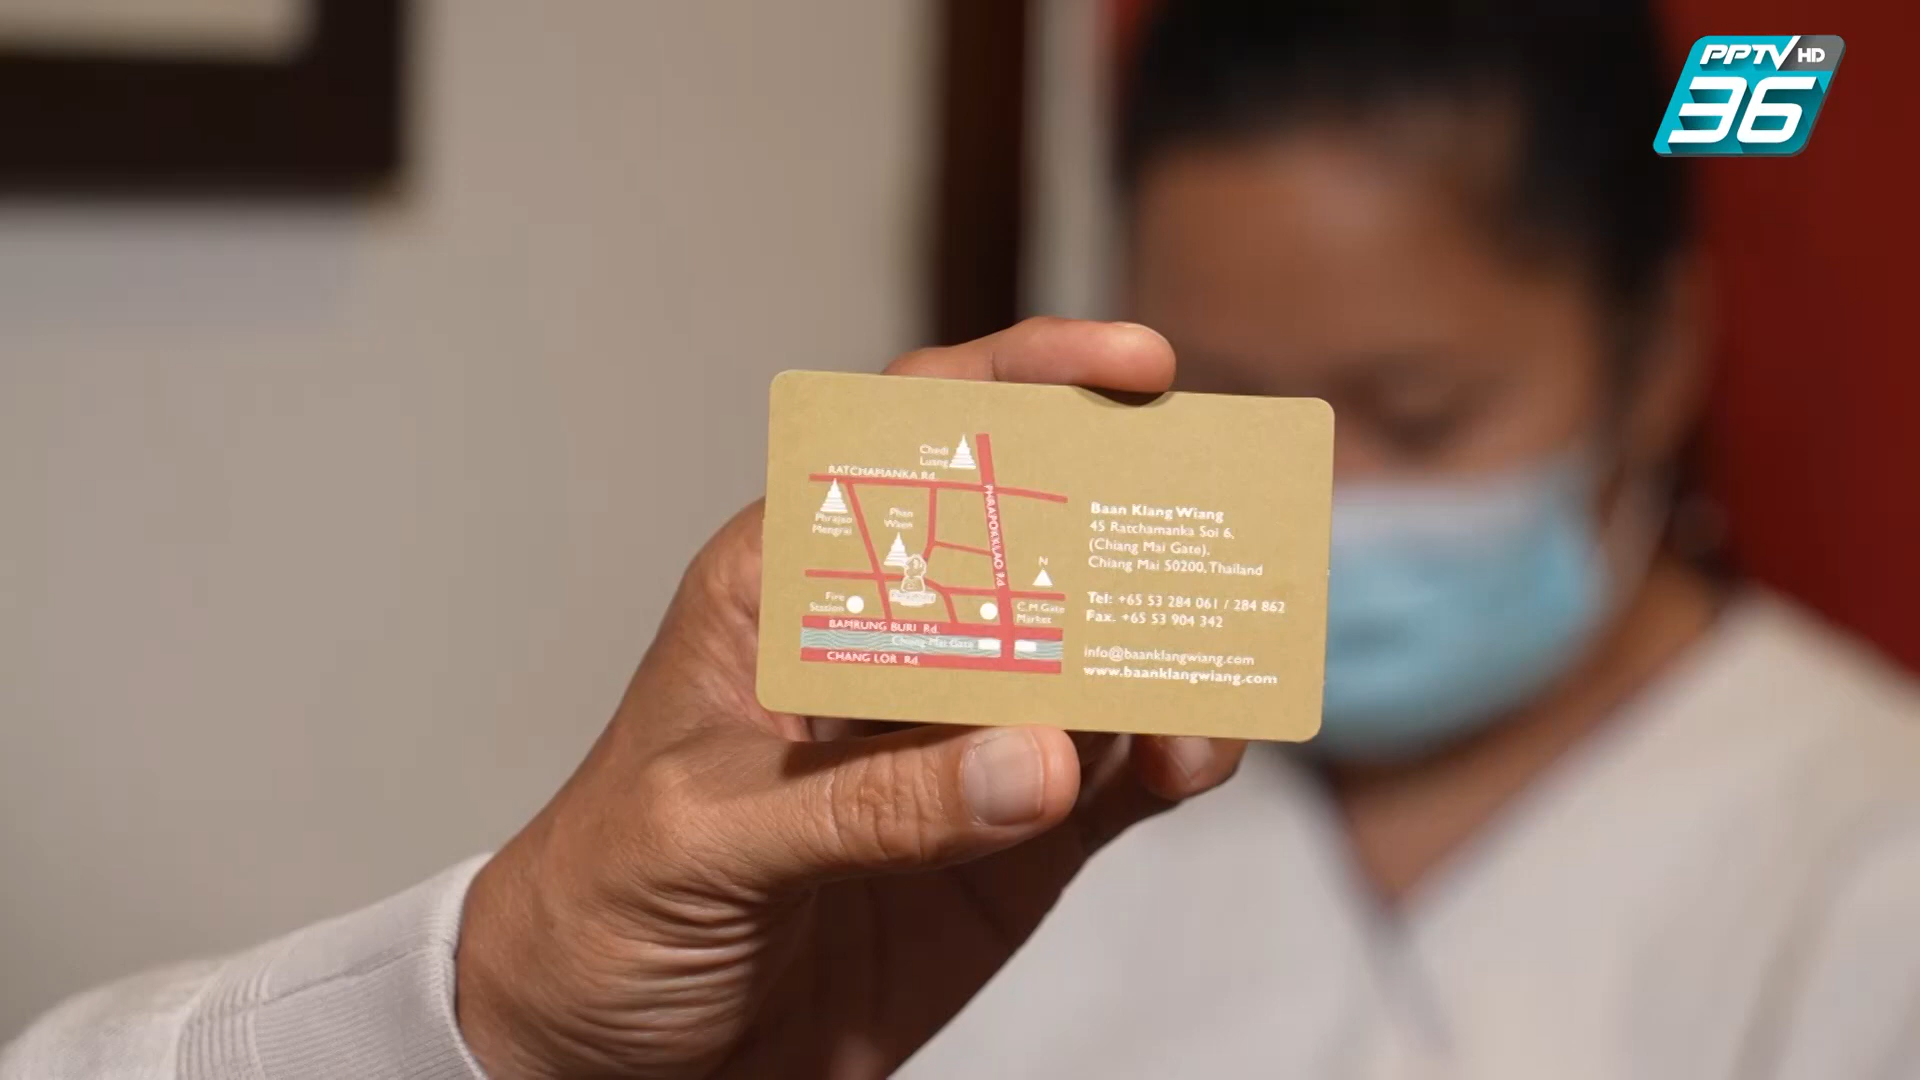 PPTV HD
36
Chedi
Luang
RATCHAMANKA Rd.
PHRAPOKKLAO Rd.
Phrajao
Mengrai
Phan
Waen
N
Fire
Station
C.M.Gate
Market
BAMRUNG BURI Rd.
Chiang Mai Gate
CHANG LOR Rd.
Baan Klang Wiang
45 Ratchamanka Soi 6,
(Chiang Mai Gate),
Chiang Mai 50200, Thailand
Tel: +65 53 284 061 / 284 862
Fax. +65 53 904 342
info@baanklangwiang.com
www.baanklangwiang.com